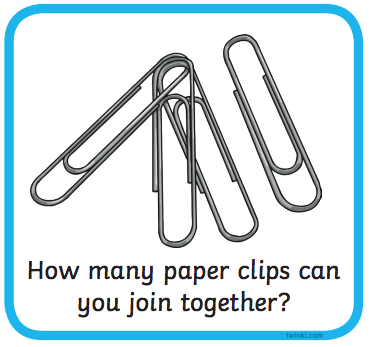 How many paper clips can
you join together?
twinkl.com